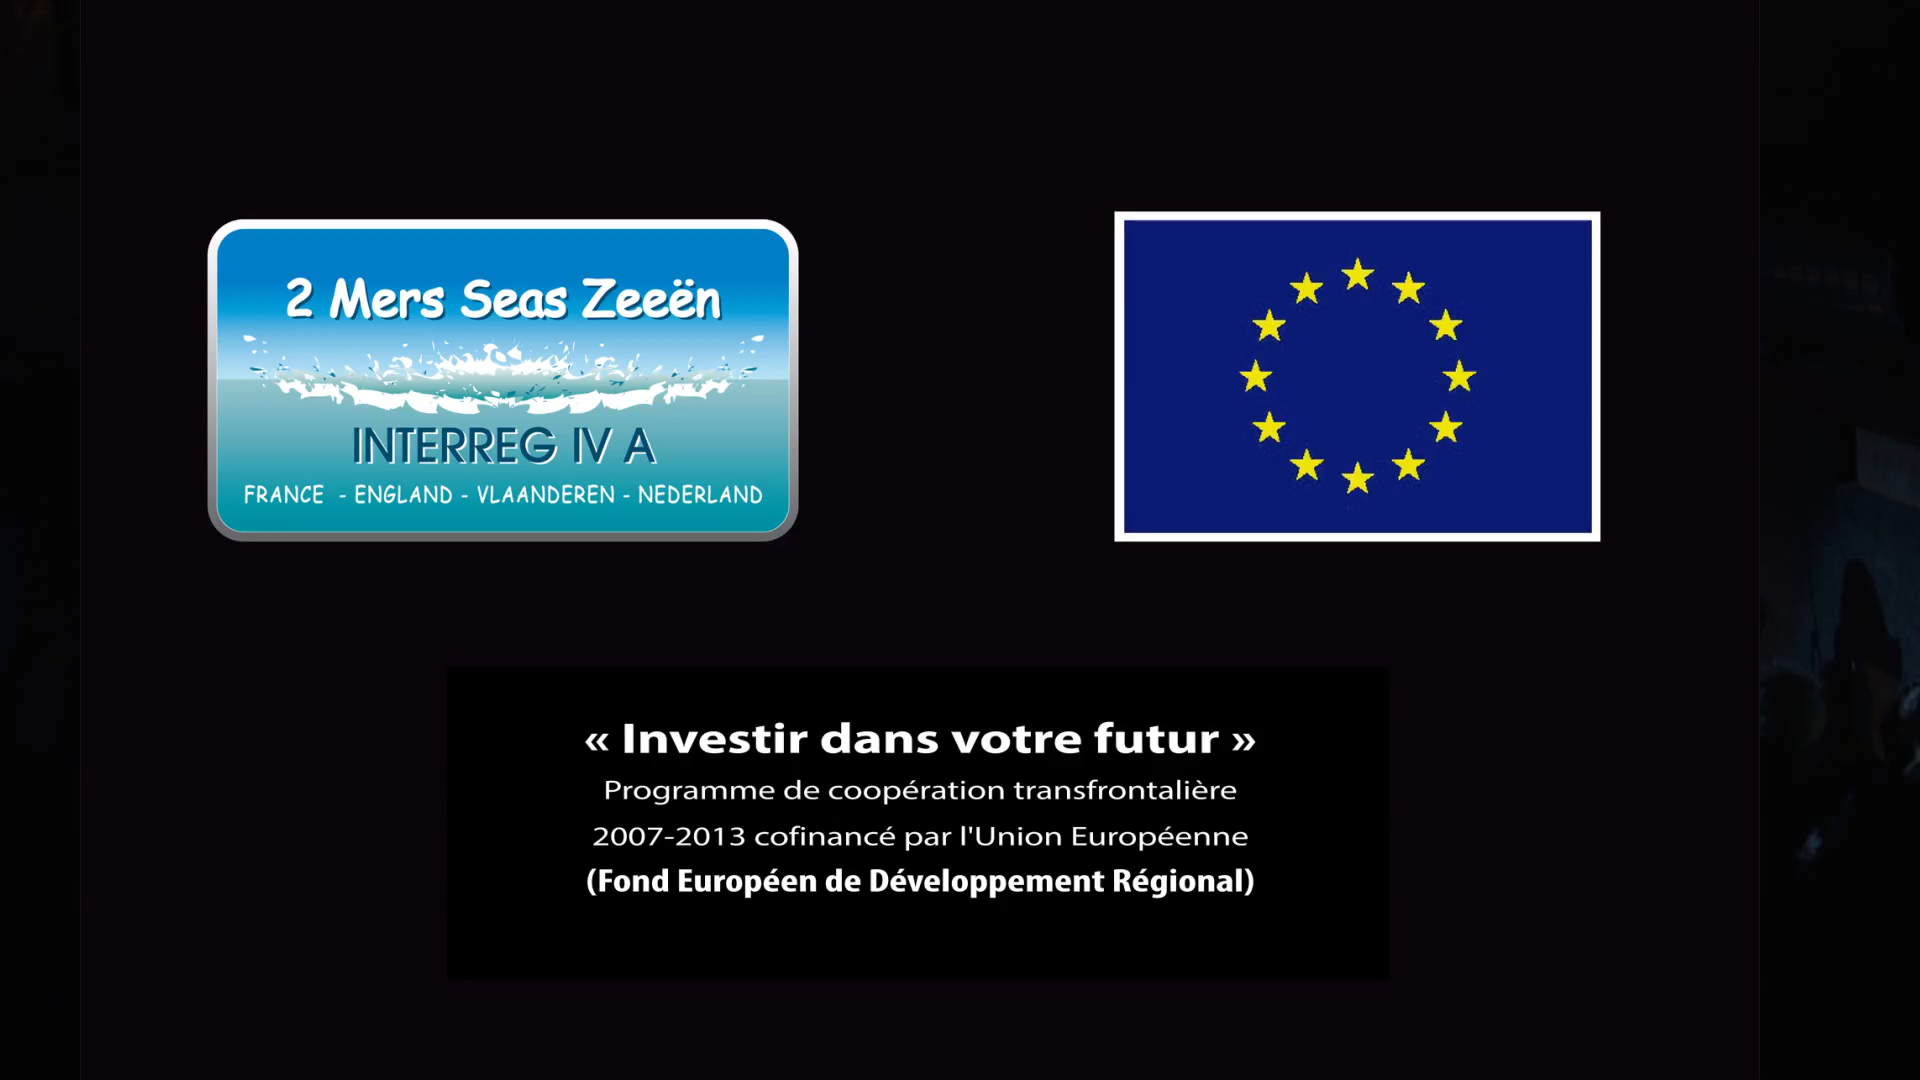 2 Mers Seas Zeeën
INTERREG IV A
FRANCE - ENGLAND - VLAANDEREN - NEDERLAND
« Investir dans votre futur »
Programme de coopération transfrontalière
2007-2013 cofinancé par l'Union Européenne
(Fond Européen de Développement Régional)